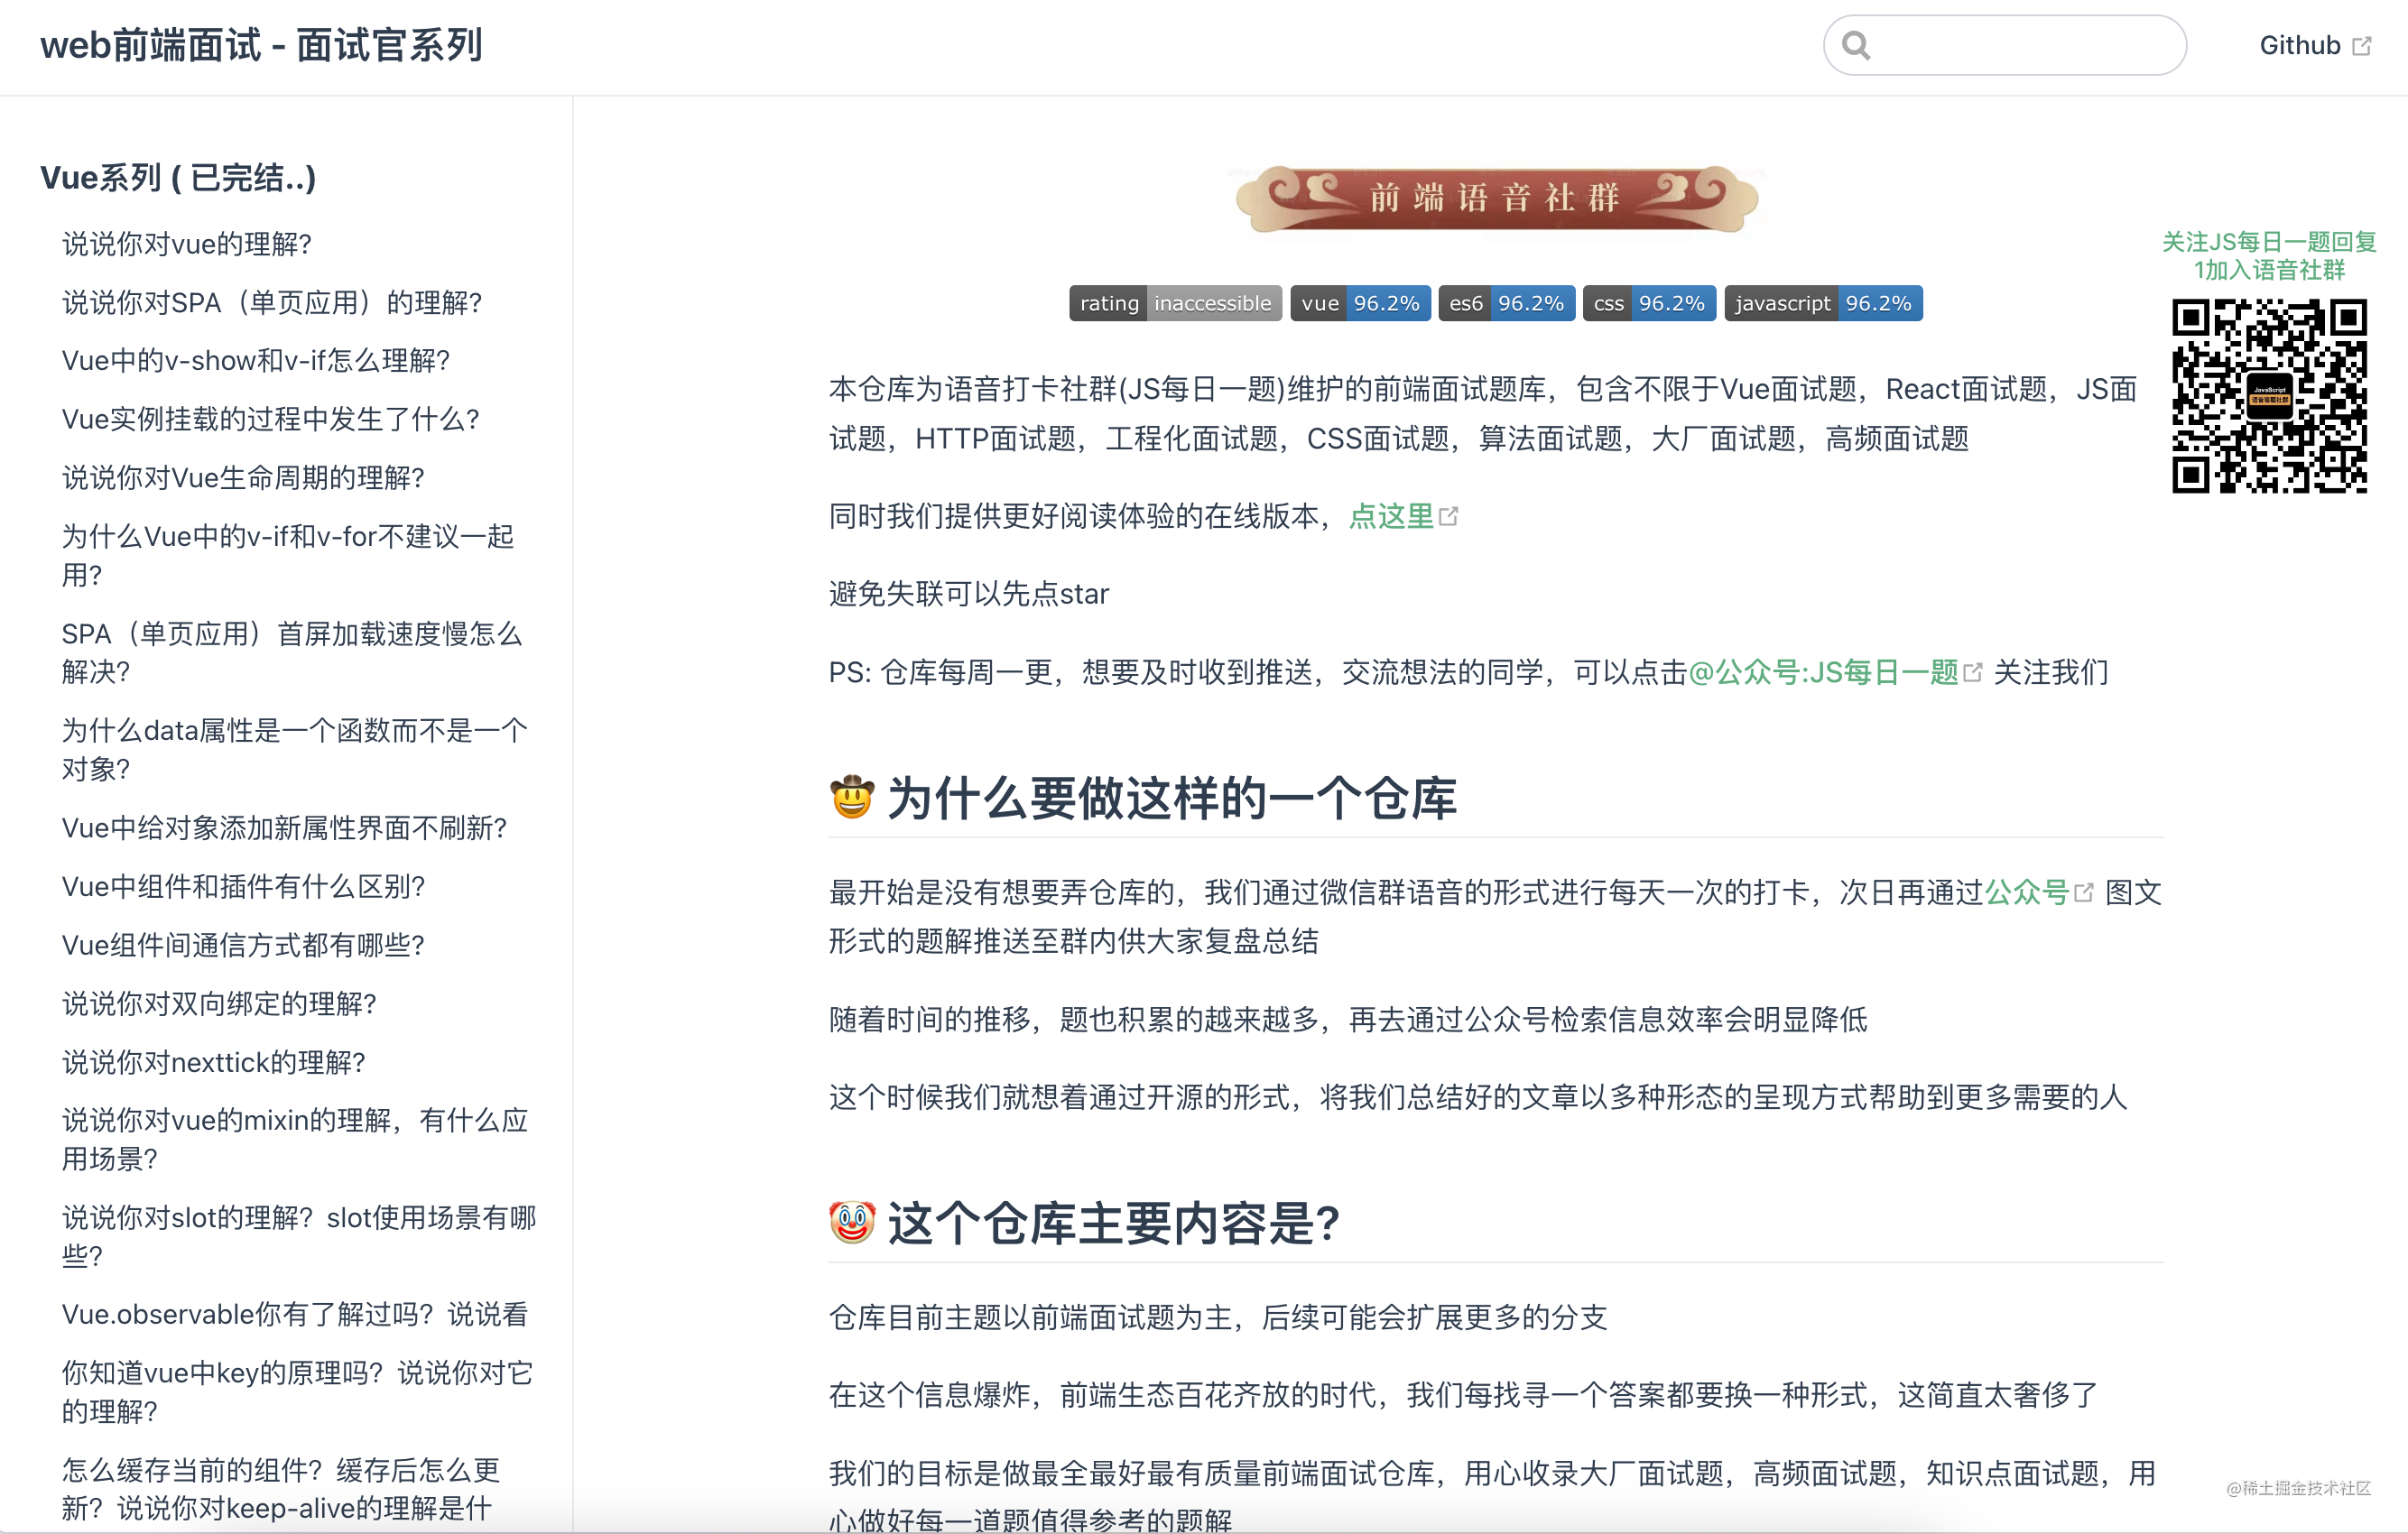 web前端面试 - 面试官系列
Github
Vue系列 ( 已完结..)
说说你对vue的理解?
说说你对SPA（单页应用）的理解?
Vue中的v-show和v-if怎么理解?
Vue实例挂载的过程中发生了什么?
说说你对Vue生命周期的理解?
为什么Vue中的v-if和v-for不建议一起
用?
SPA（单页应用）首屏加载速度慢怎么
解决?
为什么data属性是一个函数而不是一个
对象?
Vue中给对象添加新属性界面不刷新?
Vue中组件和插件有什么区别?
Vue组件间通信方式都有哪些?
说说你对双向绑定的理解?
说说你对nexttick的理解?
说说你对vue的mixin的理解，有什么应
用场景?
说说你对slot的理解？slot使用场景有哪
些?
Vue.observable你有了解过吗？说说看
你知道vue中key的原理吗？说说你对它
的理解?
怎么缓存当前的组件？缓存后怎么更
新？说说你对keep-alive的理解是什
前端语音社群
rating inaccessible vue 96.2% es6 96.2% css 96.2% javascript 96.2%
本仓库为语音打卡社群(JS每日一题)维护的前端面试题库，包含不限于Vue面试题，React面试题，JS面
试题，HTTP面试题，工程化面试题，CSS面试题，算法面试题，大厂面试题，高频面试题
同时我们提供更好阅读体验的在线版本，点这里
避免失联可以先点star
PS: 仓库每周一更，想要及时收到推送，交流想法的同学，可以点击@公众号:JS每日一题 关注我们
🤠 为什么要做这样的一个仓库
最开始是没有想要弄仓库的，我们通过微信群语音的形式进行每天一次的打卡，次日再通过公众号 图文
形式的题解推送至群内供大家复盘总结
随着时间的推移，题也积累的越来越多，再去通过公众号检索信息效率会明显降低
这个时候我们就想着通过开源的形式，将我们总结好的文章以多种形态的呈现方式帮助到更多需要的人
🤡 这个仓库主要内容是?
仓库目前主题以前端面试题为主，后续可能会扩展更多的分支
在这个信息爆炸，前端生态百花齐放的时代，我们每找寻一个答案都要换一种形式，这简直太奢侈了
我们的目标是做最全最好最有质量前端面试仓库，用心收录大厂面试题，高频面试题，知识点面试题，用
心做好每一道题值得参考的题解
关注JS每日一题回复
1加入语音社群
JavaScript
语音答题社群
@稀土掘金技术社区